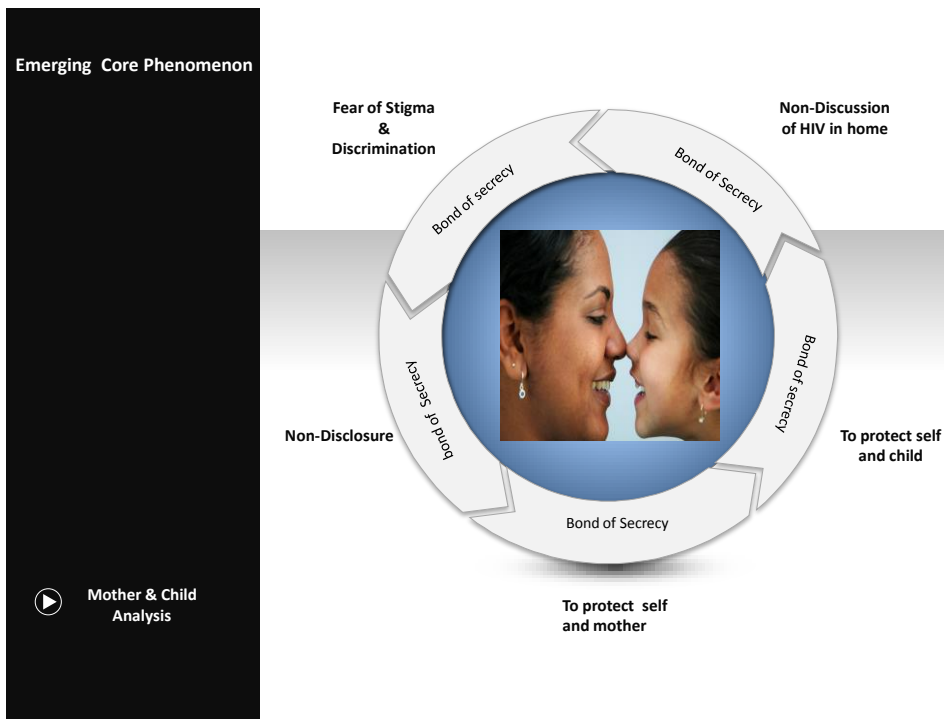 Emerging Core Phenomenon
Fear of Stigma
&
Discrimination
Non-Discussion
of HIV in home
Bond of secrecy
Bond of Secrecy
bond of Secrecy
Bond of secrecy
Bond of Secrecy
Non-Disclosure
To protect self
and child
To protect self
and mother
Mother & Child
Analysis